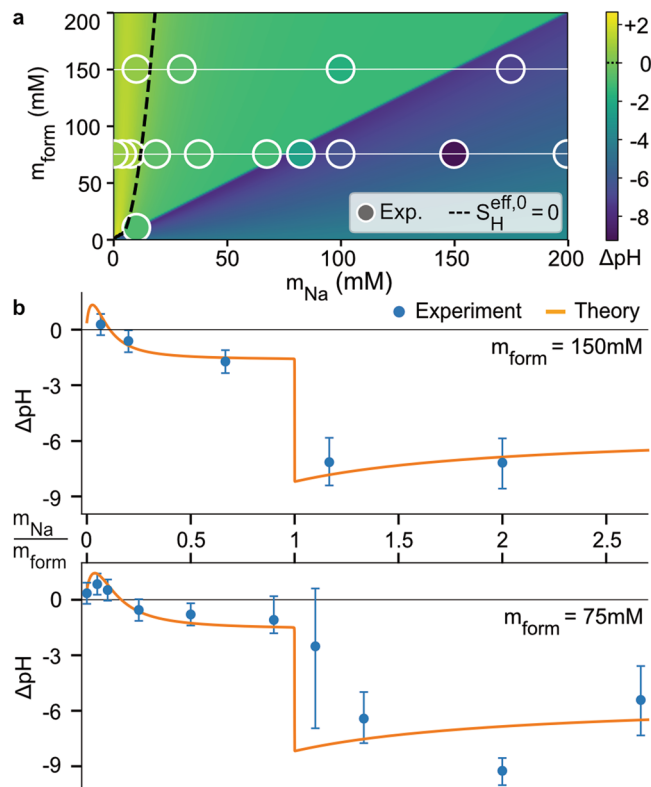 a
200
150
100
50
0
m_form (mM)
0 50 100 150 200
m_Na (mM)
Exp. S_H^eff,0 = 0
+2
0
-2
-4
-6
-8
ΔpH
b
Experiment Theory
m_form = 150mM
0
-3
-6
-9
ΔpH
m_Na
m_form
0 0.5 1 1.5 2 2.5
m_form = 75mM
0
-3
-6
-9
ΔpH